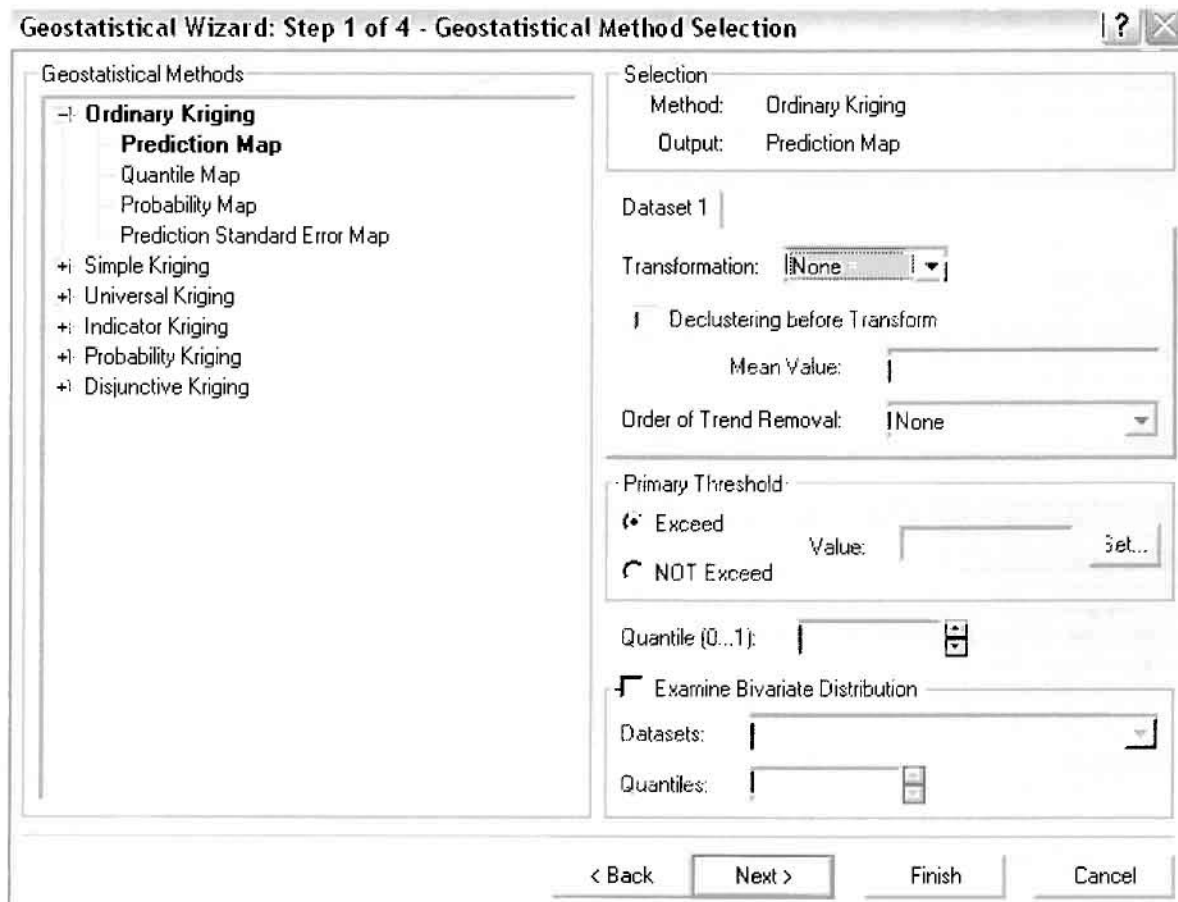 Geostatistical Wizard: Step 1 of 4 - Geostatistical Method Selection
Geostatistical Methods
Ordinary Kriging
Prediction Map
Quantile Map
Probability Map
Prediction Standard Error Map
Simple Kriging
Universal Kriging
Indicator Kriging
Probability Kriging
Disjunctive Kriging
Selection
Method: Ordinary Kriging
Output: Prediction Map
Dataset 1
Transformation: None
Declustering before Transform
Mean Value:
Order of Trend Removal: None
Primary Threshold
Exceed
Value: Set...
NOT Exceed
Quantile (0...1):
Examine Bivariate Distribution
Datasets:
Quantiles:
< Back Next > Finish Cancel